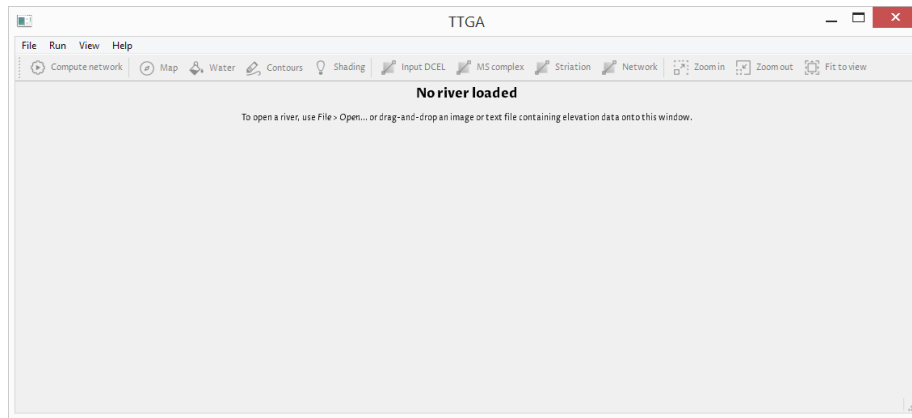 TTGA
File Run View Help
Compute network Map Water Contours Shading Input DCEL MS complex Striation Network Zoom in Zoom out Fit to view
No river loaded
To open a river, use File > Open... or drag-and-drop an image or text file containing elevation data onto this window.